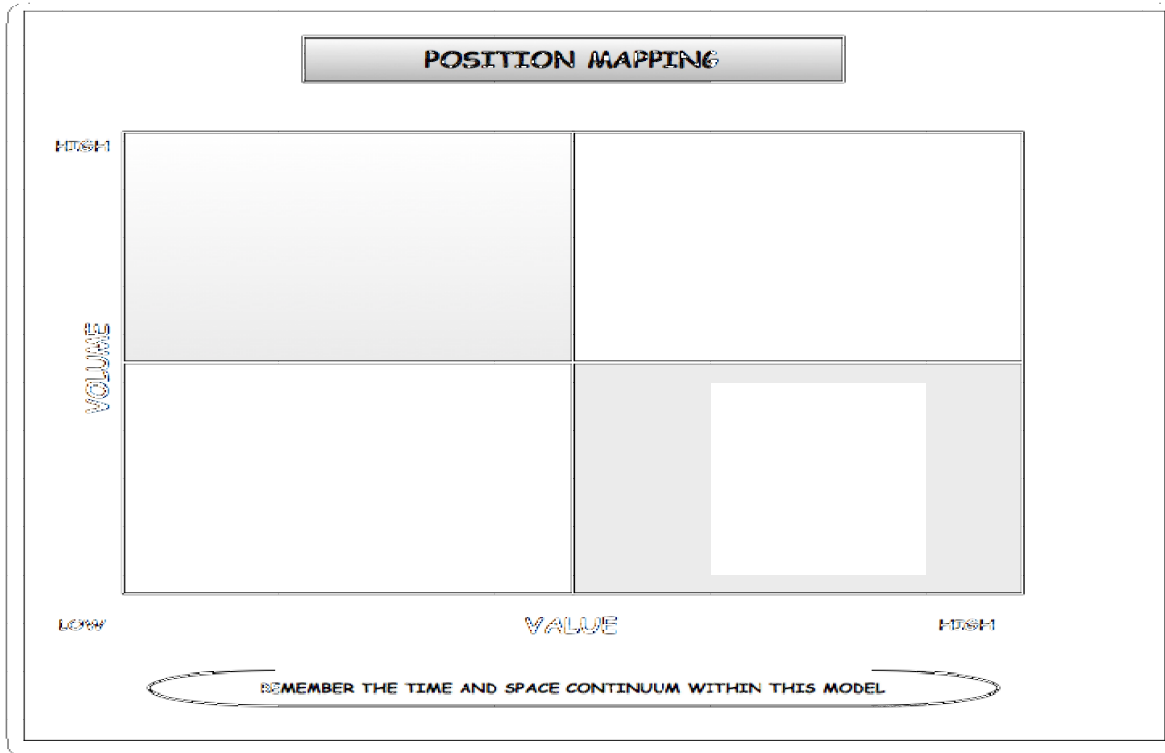 POSITION MAPPING
HIGH
VOLUME
LOW
VALUE
HIGH
REMEMBER THE TIME AND SPACE CONTINUUM WITHIN THIS MODEL